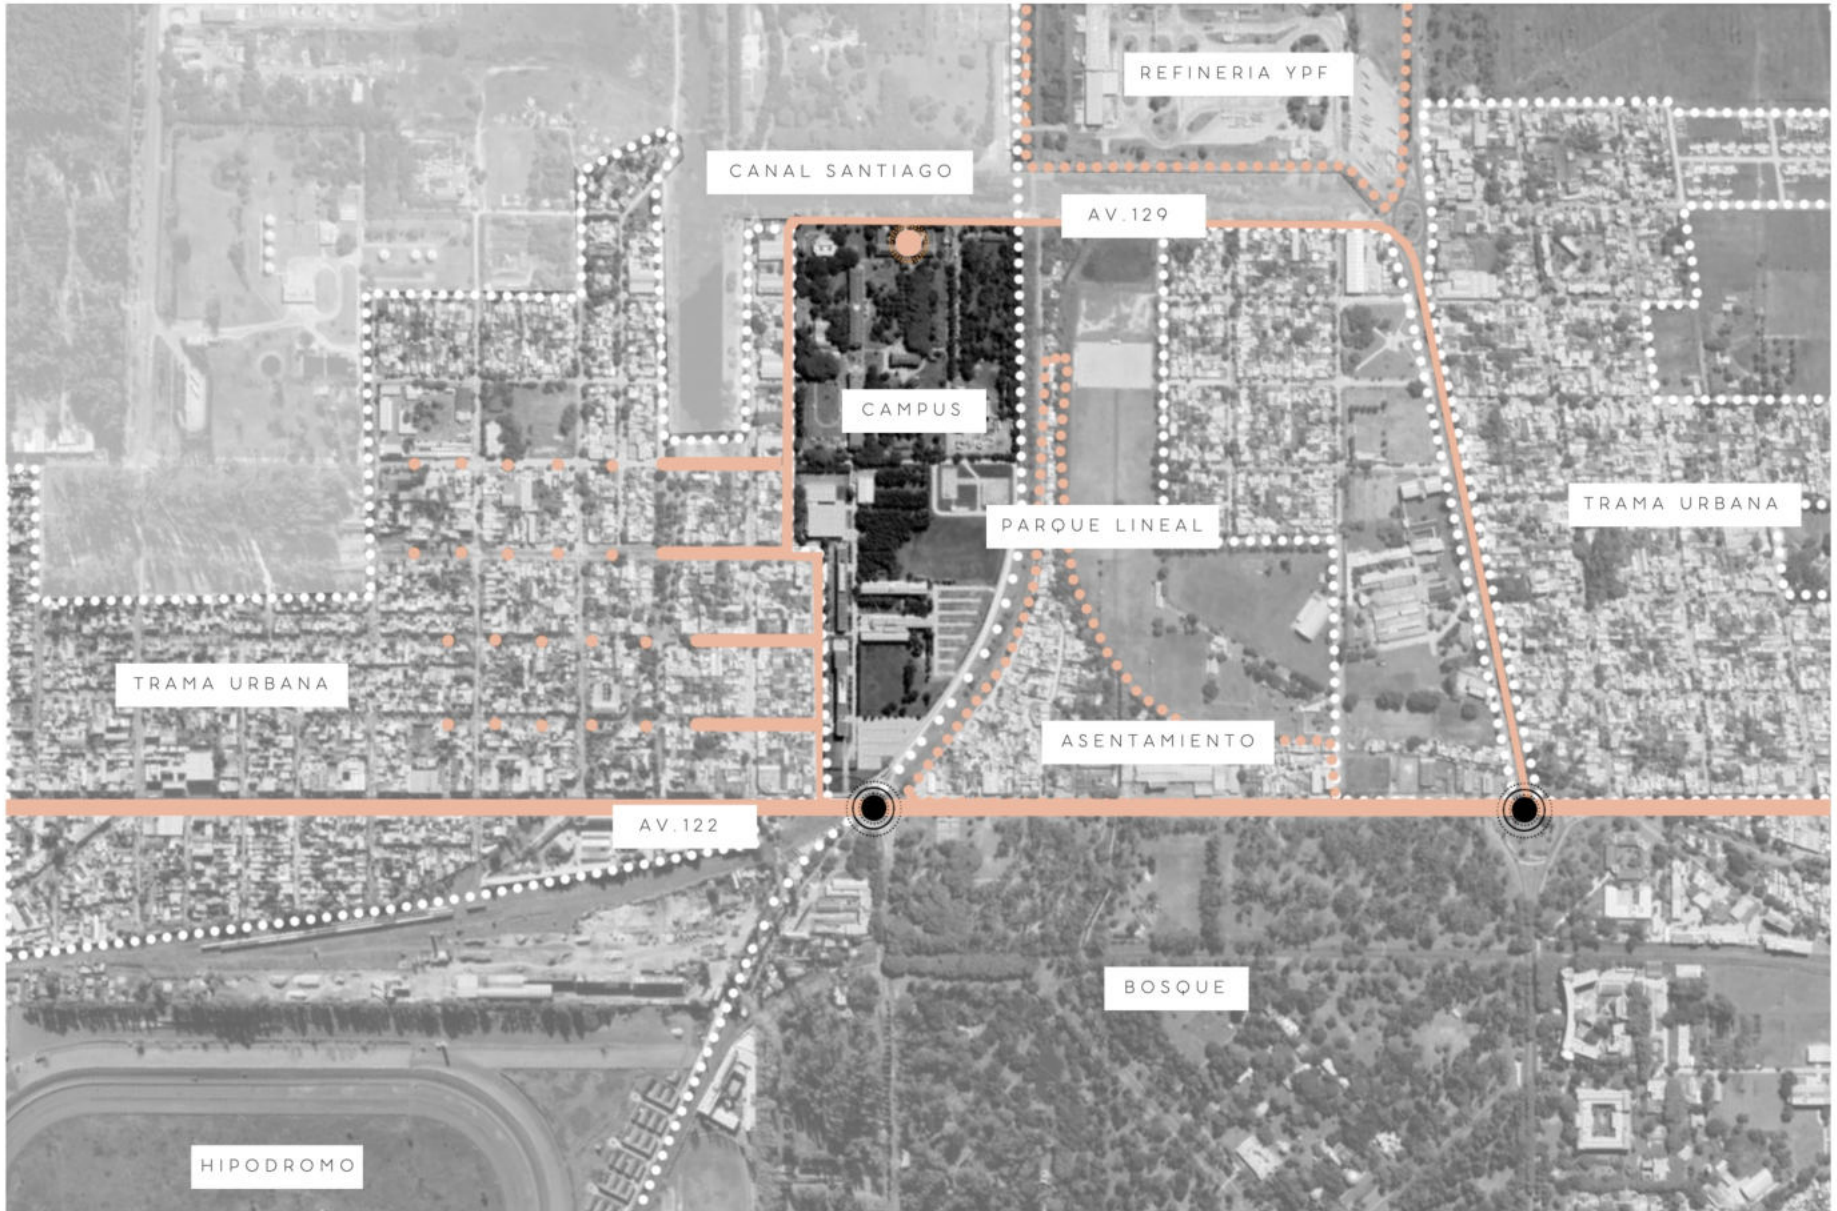 REFINERIA YPF
CANAL SANTIAGO
AV.129
CAMPUS
TRAMA URBANA
PARQUE LINEAL
TRAMA URBANA
ASENTAMIENTO
AV.122
BOSQUE
HIPODROMO